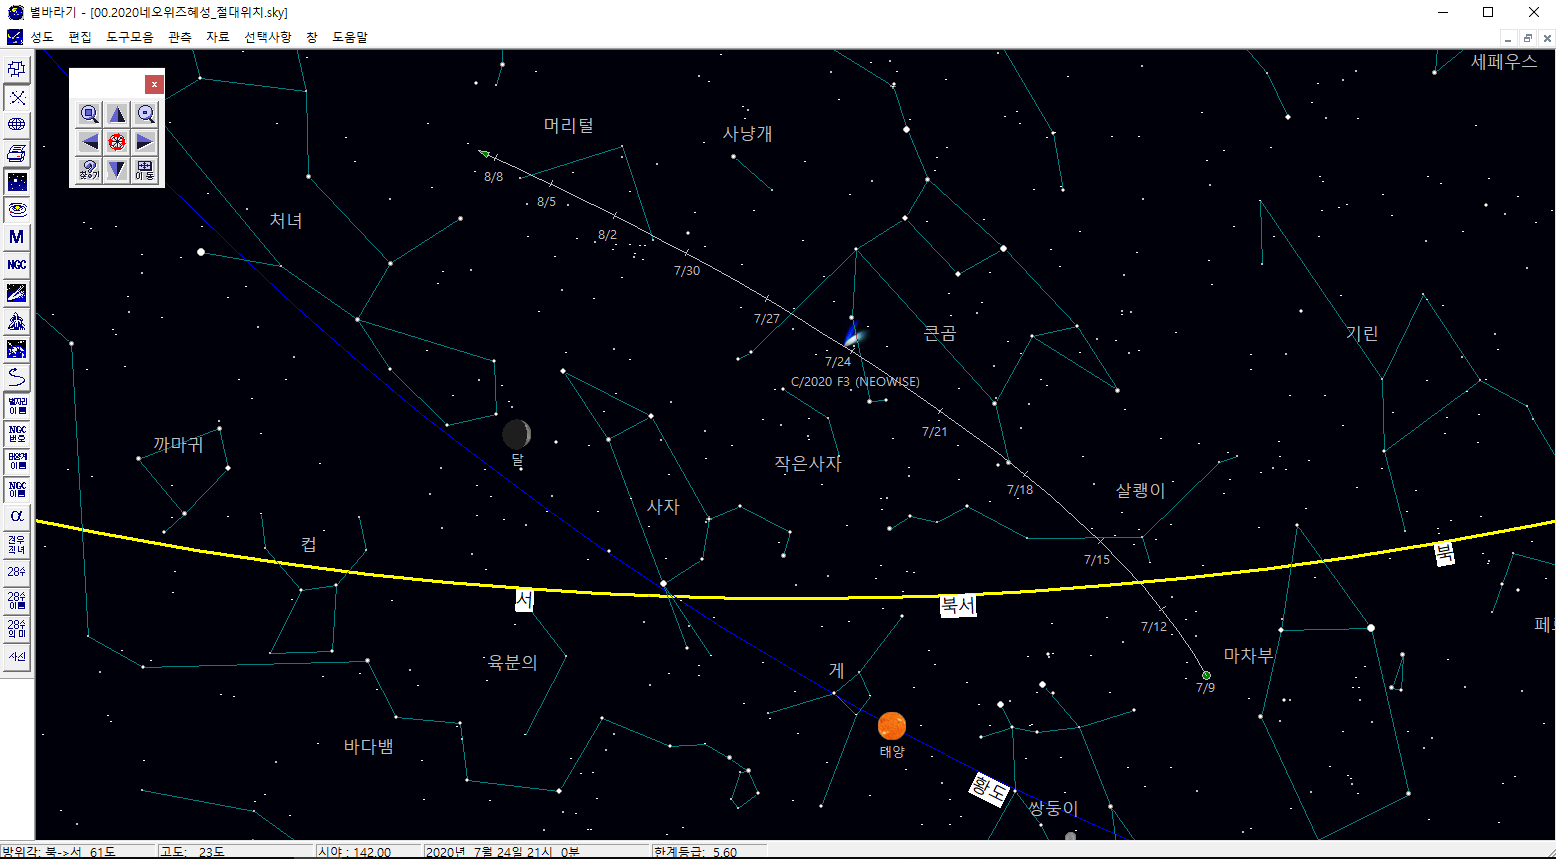 별바라기 - [00.2020네오위즈혜성_절대위치.sky]
성도 편집 도구모음 관측 자료 선택사항 창 도움말
세페우스
머리털
사냥개
찾기
이동
8/8
8/5
처녀
8/2
7/30
M
NGC
7/27
큰곰
기린
7/24
C/2020 F3 (NEOWISE)
별자리
이름
NGC
번호
7/21
까마귀
달
작은사자
태양계
이름
7/18
살쾡이
NGC
이름
사자
α
견우
직녀
컵
북
7/15
28수
28수
이름
서
북서
28수
의미
7/12
페르
사신
육분의
게
마차부
7/9
바다뱀
태양
황도
쌍둥이
방위각: 북->서 61도 고도: 23도 시야 : 142.00 2020년 7월 24일 21시 0분 한계등급: 5.60